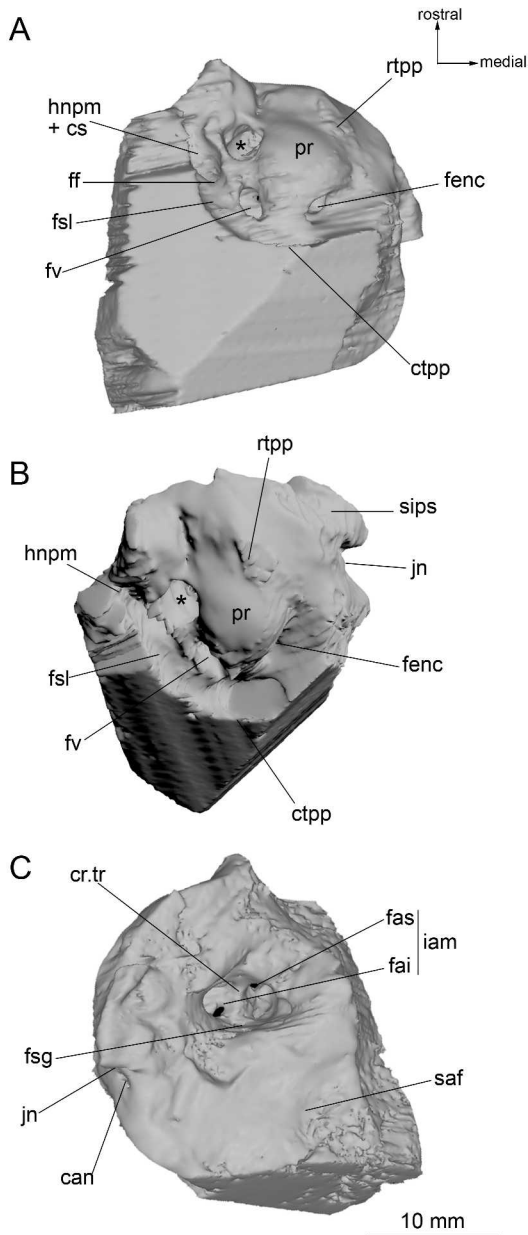 A
rostral
medial
rtpp
hnpm
+ cs
*
pr
ff
fenc
fsl
fv
ctpp
B
rtpp
sips
hnpm
jn
*
pr
fsl
fenc
fv
ctpp
C
cr.tr
fas
iam
fai
fsg
saf
jn
can
10 mm